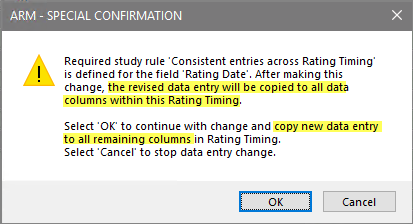 ARM - SPECIAL CONFIRMATION
Required study rule 'Consistent entries across Rating Timing'
is defined for the field 'Rating Date'. After making this
change, the revised data entry will be copied to all data
columns within this Rating Timing.
Select 'OK' to continue with change and copy new data entry
to all remaining columns in Rating Timing.
Select 'Cancel' to stop data entry change.
OK
Cancel